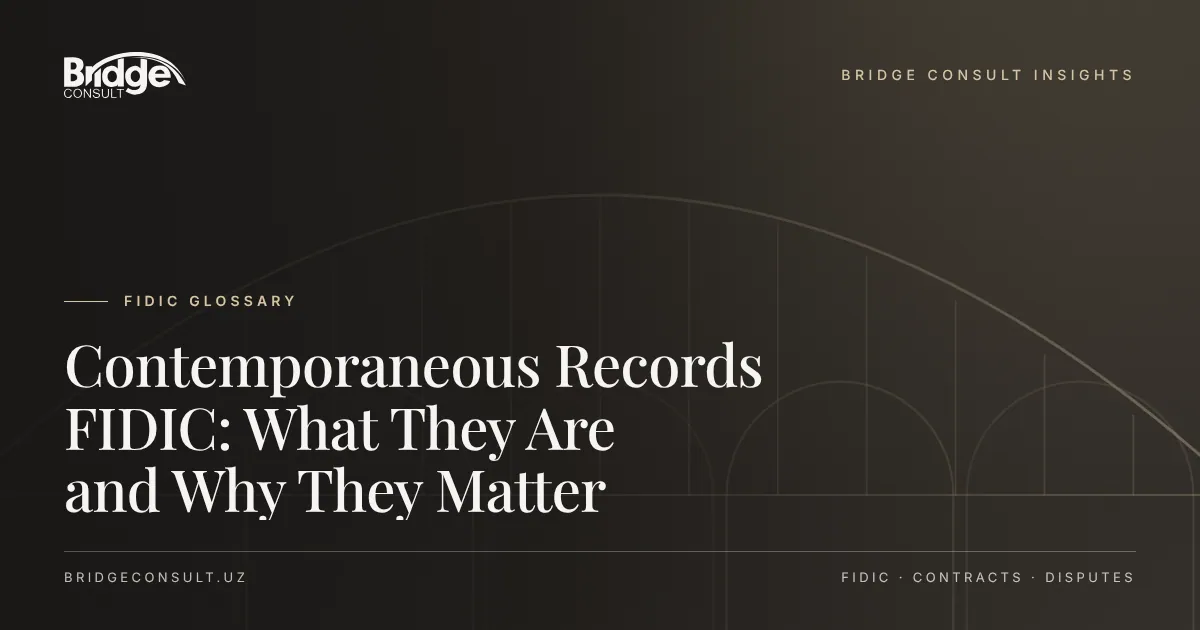 Bridge
CONSULT
BRIDGE CONSULT INSIGHTS
FIDIC GLOSSARY
Contemporaneous Records
FIDIC: What They Are
and Why They Matter
BRIDGECONSULT.UZ
FIDIC · CONTRACTS · DISPUTES